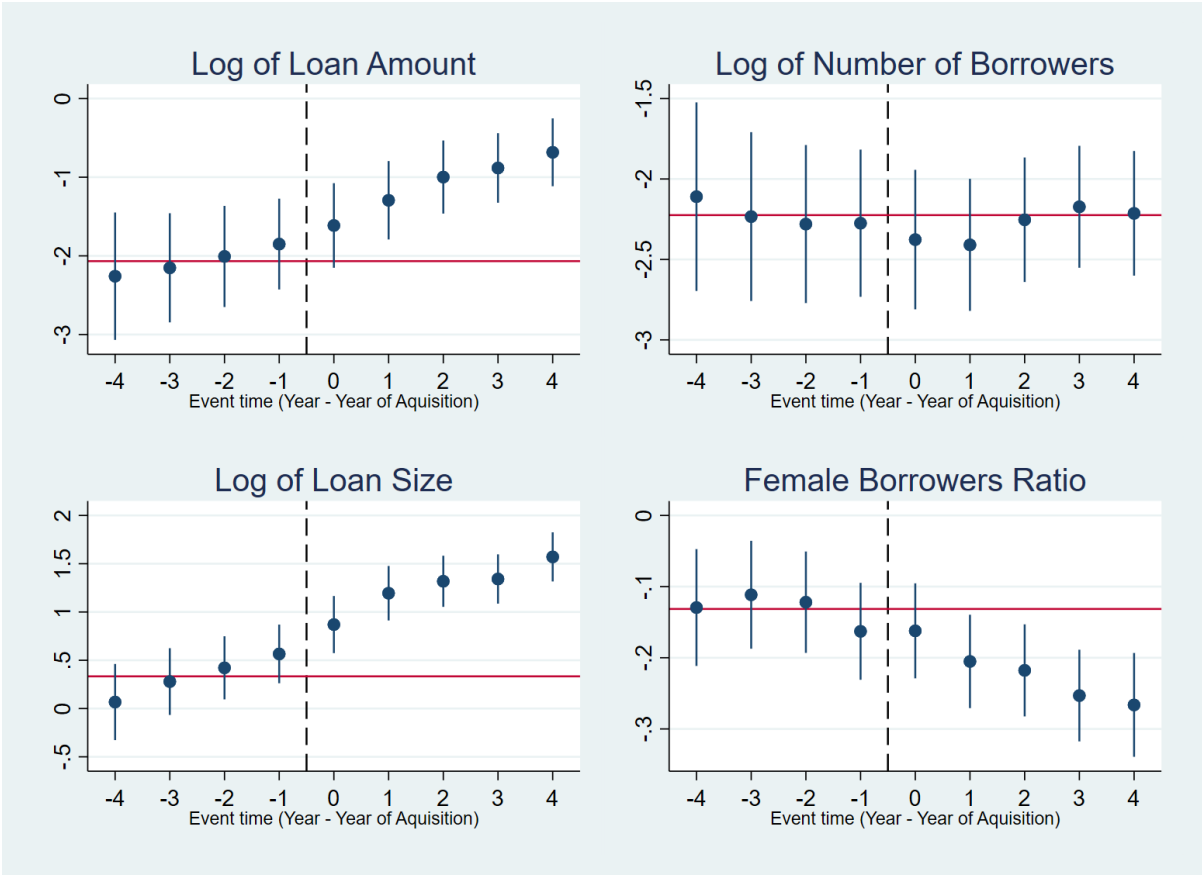 Log of Loan Amount
0
-1
-2
-3
-4 -3 -2 -1 0 1 2 3 4
Event time (Year - Year of Aquisition)
Log of Number of Borrowers
-1.5
-2
-2.5
-3
-4 -3 -2 -1 0 1 2 3 4
Event time (Year - Year of Aquisition)
Log of Loan Size
2
1.5
1
.5
0
-.5
-4 -3 -2 -1 0 1 2 3 4
Event time (Year - Year of Aquisition)
Female Borrowers Ratio
0
-.1
-.2
-.3
-4 -3 -2 -1 0 1 2 3 4
Event time (Year - Year of Aquisition)